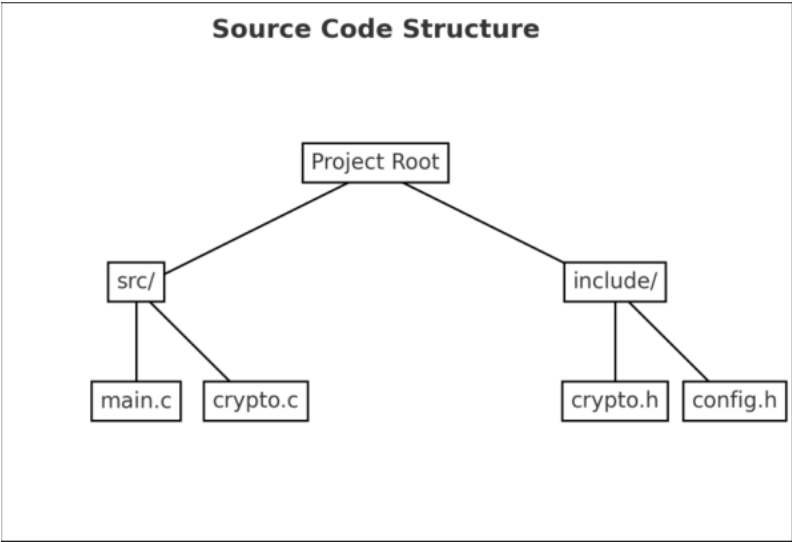 Source Code Structure
Project Root
src/
include/
main.c
crypto.c
crypto.h
config.h